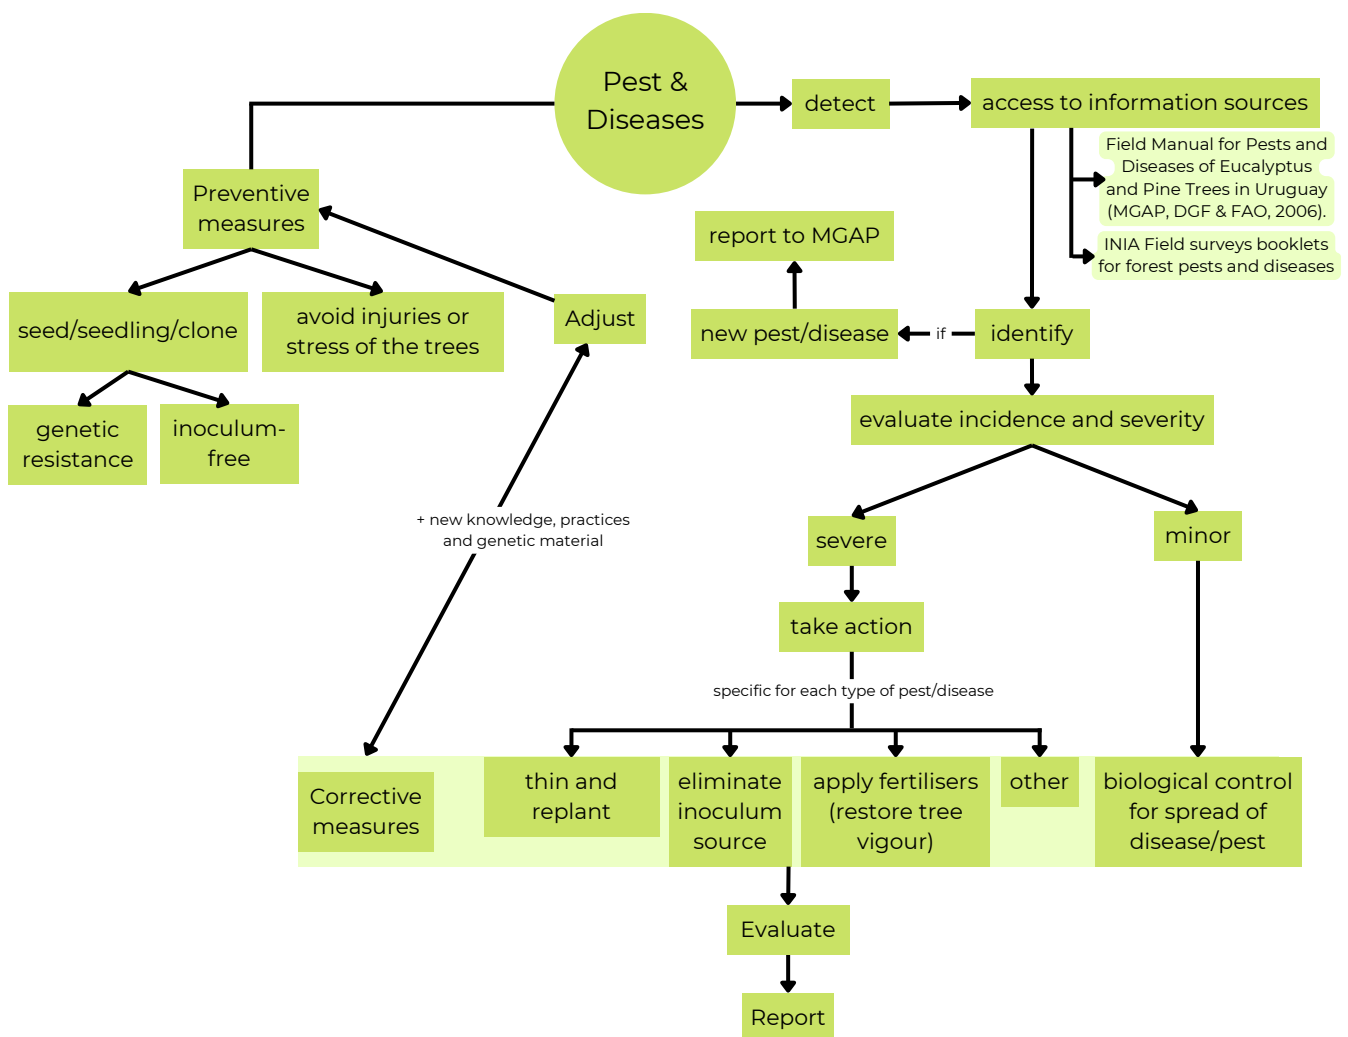 Pest &
Diseases
detect
access to information sources
Field Manual for Pests and
Diseases of Eucalyptus
and Pine Trees in Uruguay
(MGAP, DGF & FAO, 2006).
INIA Field surveys booklets
for forest pests and diseases
Preventive
measures
report to MGAP
seed/seedling/clone
avoid injuries or
stress of the trees
Adjust
new pest/disease
if
identify
genetic
resistance
inoculum-
free
evaluate incidence and severity
+ new knowledge, practices
and genetic material
severe
minor
take action
specific for each type of pest/disease
Corrective
measures
thin and
replant
eliminate
inoculum
source
apply fertilisers
(restore tree
vigour)
other
biological control
for spread of
disease/pest
Evaluate
Report